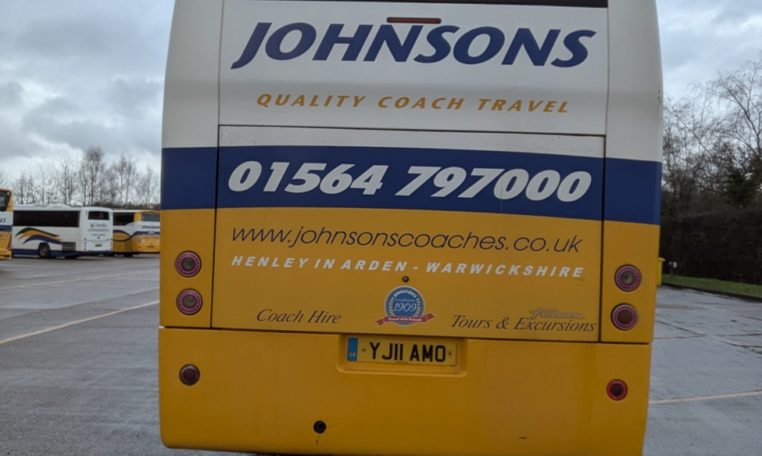 JOHNSONS
QUALITY COACH TRAVEL
01564 797000
www.johnsonscoaches.co.uk
HENLEY IN ARDEN - WARWICKSHIRE
1909
Coach Hire
Tours & Excursions
YJ11 AMO